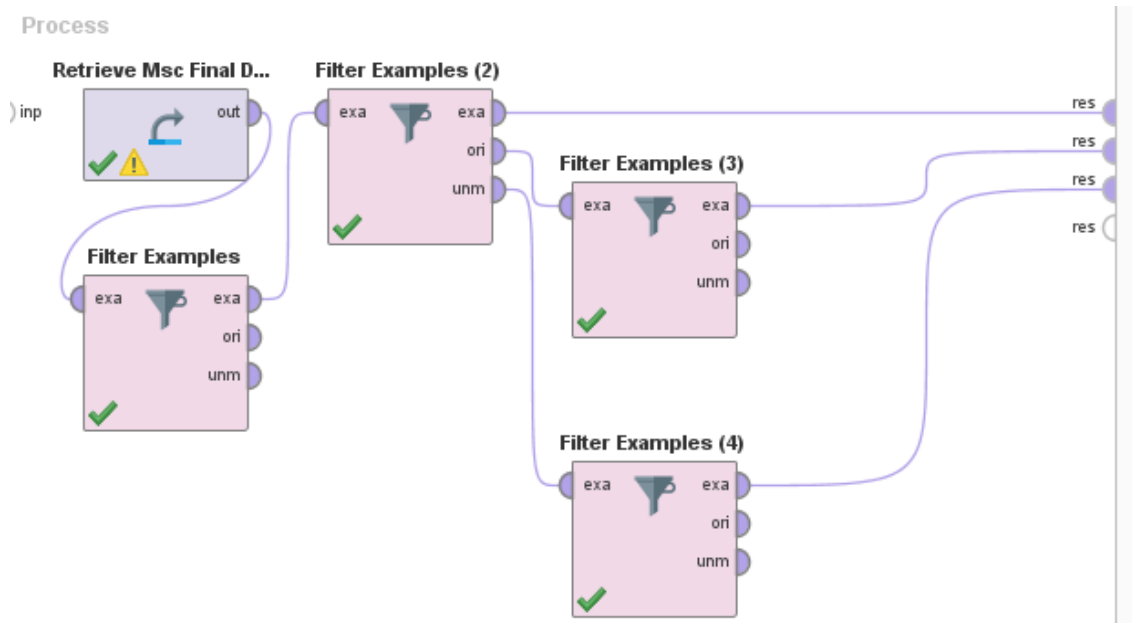 Process
Retrieve Msc Final D...
inp
out
Filter Examples (2)
exa
exa
ori
unm
res
res
res
res
Filter Examples
exa
exa
ori
unm
Filter Examples (3)
exa
exa
ori
unm
Filter Examples (4)
exa
exa
ori
unm